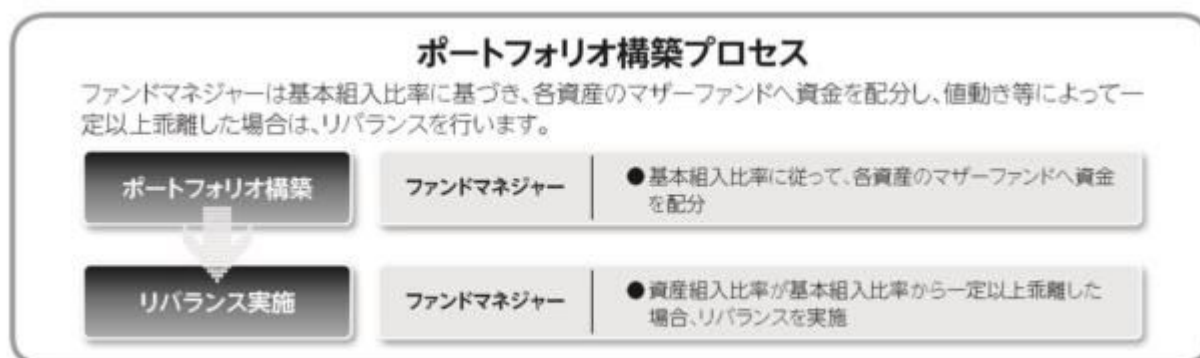 ポートフォリオ構築プロセス
ファンドマネジャーは基本組入比率に基づき、各資産のマザーファンドへ資金を配分し、値動き等によって一
定以上乖離した場合は、リバランスを行います。
ポートフォリオ構築
ファンドマネジャー
●基本組入比率に従って、各資産のマザーファンドへ資金
を配分
リバランス実施
ファンドマネジャー
●資産組入比率が基本組入比率から一定以上乖離した
場合、リバランスを実施